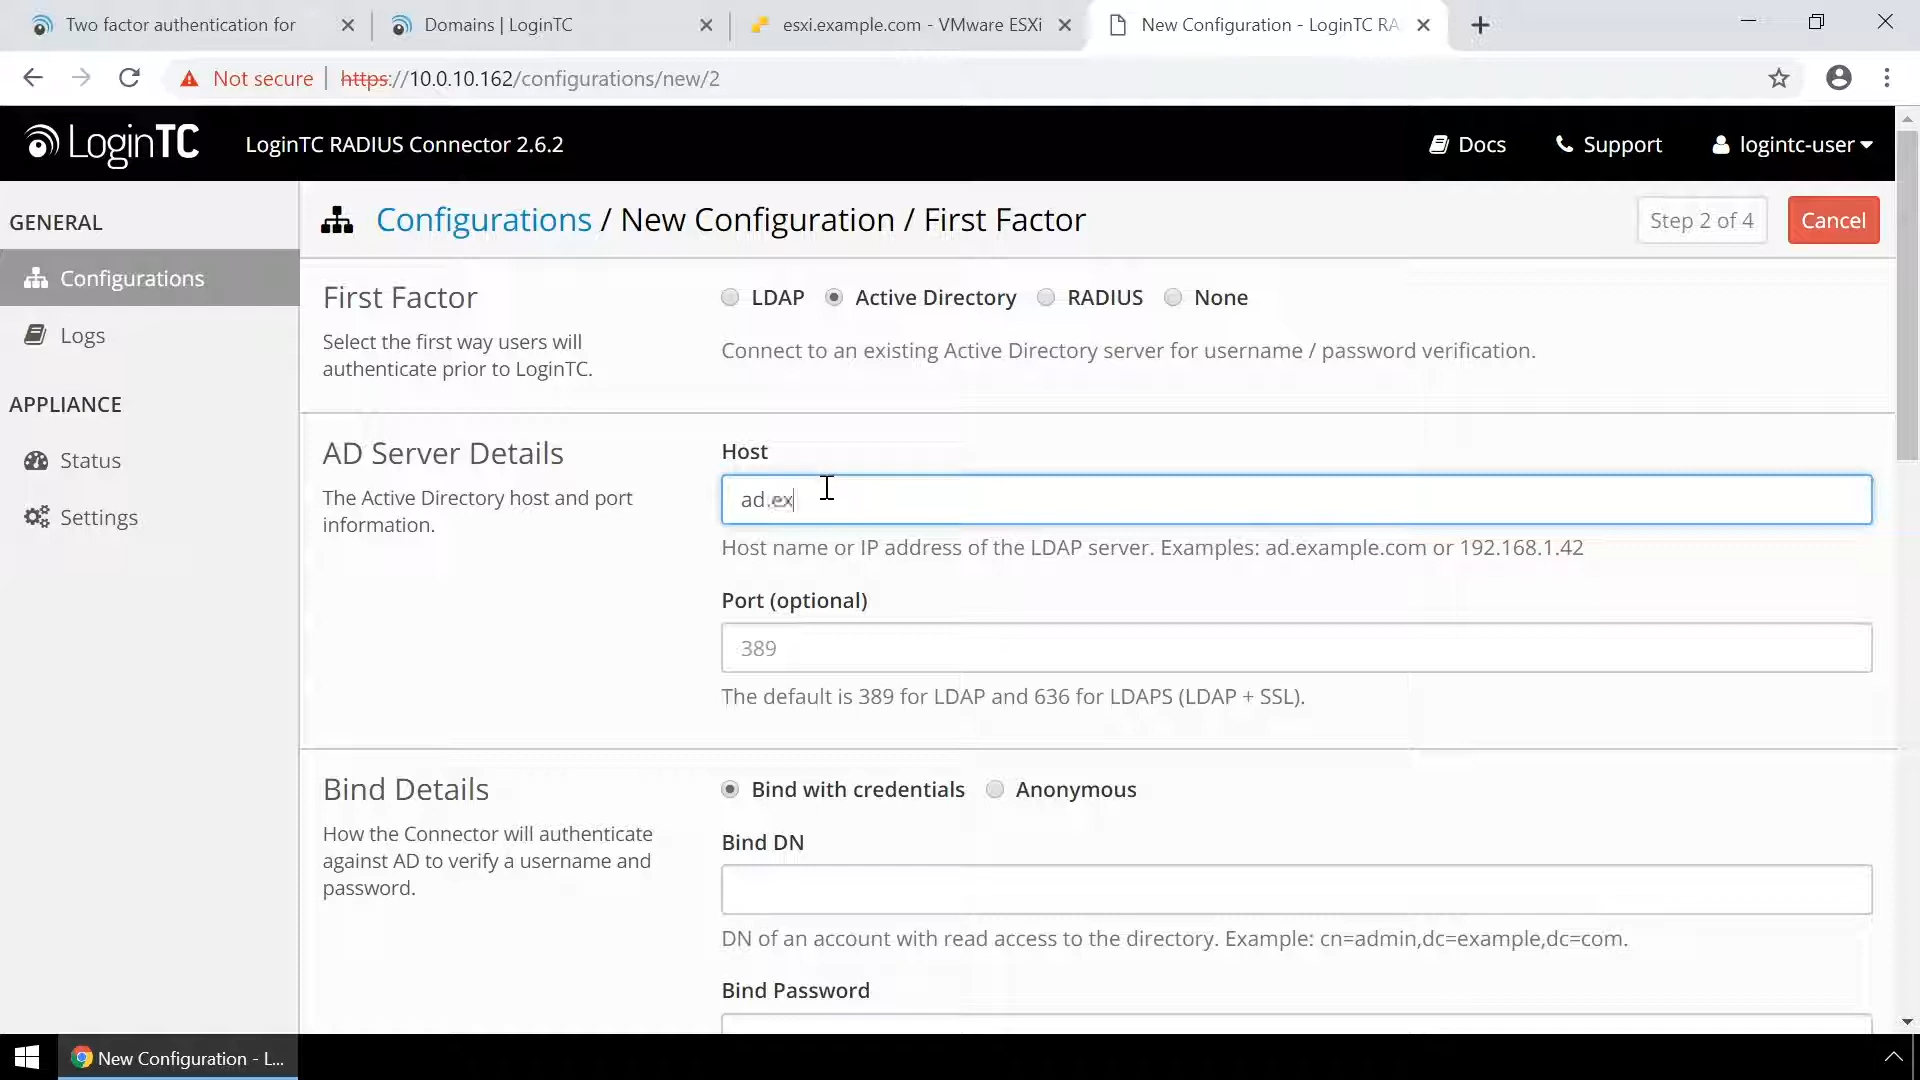 Two factor authentication for
Domains | LoginTC
esxi.example.com - VMware ESXi
New Configuration - LoginTC RA
Not secure
https://10.0.10.162/configurations/new/2
LoginTC
LoginTC RADIUS Connector 2.6.2
Docs
Support
logintc-user
GENERAL
Configurations
Logs
APPLIANCE
Status
Settings
Configurations / New Configuration / First Factor
Step 2 of 4
Cancel
First Factor
Select the first way users will
authenticate prior to LoginTC.
LDAP
Active Directory
RADIUS
None
Connect to an existing Active Directory server for username / password verification.
AD Server Details
The Active Directory host and port
information.
Host
ad.ex
Host name or IP address of the LDAP server. Examples: ad.example.com or 192.168.1.42
Port (optional)
389
The default is 389 for LDAP and 636 for LDAPS (LDAP + SSL).
Bind Details
How the Connector will authenticate
against AD to verify a username and
password.
Bind with credentials
Anonymous
Bind DN
DN of an account with read access to the directory. Example: cn=admin,dc=example,dc=com.
Bind Password
New Configuration - L...